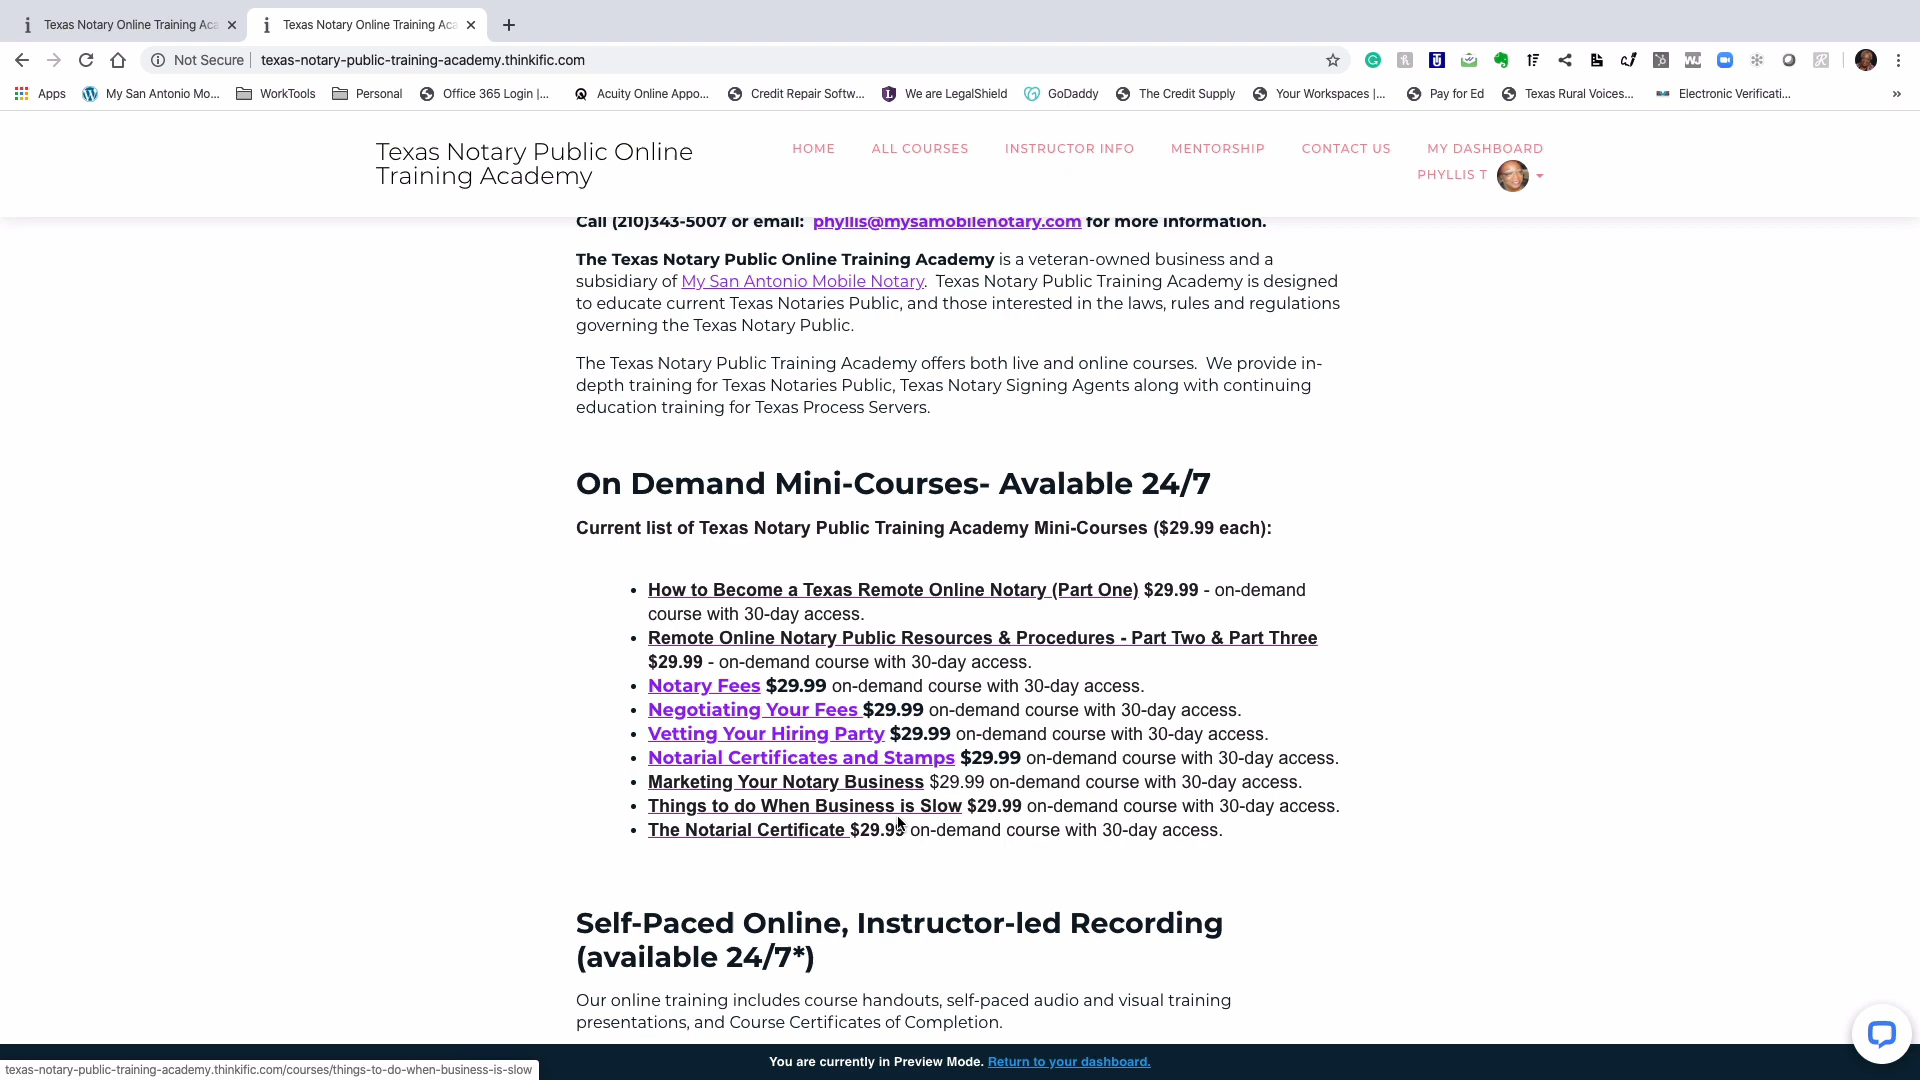 Texas Notary Online Training Aca
Texas Notary Online Training Aca
Not Secure
texas-notary-public-training-academy.thinkific.com
Apps
My San Antonio Mo...
WorkTools
Personal
Office 365 Login |...
Acuity Online Appo...
Credit Repair Softw...
We are LegalShield
GoDaddy
The Credit Supply
Your Workspaces |...
Pay for Ed
Texas Rural Voices...
Electronic Verificati...
»
Texas Notary Public Online
Training Academy
HOME
ALL COURSES
INSTRUCTOR INFO
MENTORSHIP
CONTACT US
MY DASHBOARD
PHYLLIS T
Call (210)343-5007 or email: phyllis@mysamobilenotary.com for more information.
The Texas Notary Public Online Training Academy is a veteran-owned business and a
subsidiary of My San Antonio Mobile Notary. Texas Notary Public Training Academy is designed
to educate current Texas Notaries Public, and those interested in the laws, rules and regulations
governing the Texas Notary Public.
The Texas Notary Public Training Academy offers both live and online courses. We provide in-
depth training for Texas Notaries Public, Texas Notary Signing Agents along with continuing
education training for Texas Process Servers.
On Demand Mini-Courses- Avalable 24/7
Current list of Texas Notary Public Training Academy Mini-Courses ($29.99 each):
• How to Become a Texas Remote Online Notary (Part One) $29.99 - on-demand
course with 30-day access.
• Remote Online Notary Public Resources & Procedures - Part Two & Part Three
$29.99 - on-demand course with 30-day access.
• Notary Fees $29.99 on-demand course with 30-day access.
• Negotiating Your Fees $29.99 on-demand course with 30-day access.
• Vetting Your Hiring Party $29.99 on-demand course with 30-day access.
• Notarial Certificates and Stamps $29.99 on-demand course with 30-day access.
• Marketing Your Notary Business $29.99 on-demand course with 30-day access.
• Things to do When Business is Slow $29.99 on-demand course with 30-day access.
• The Notarial Certificate $29.99 on-demand course with 30-day access.
Self-Paced Online, Instructor-led Recording
(available 24/7*)
Our online training includes course handouts, self-paced audio and visual training
presentations, and Course Certificates of Completion.
You are currently in Preview Mode. Return to your dashboard.
texas-notary-public-training-academy.thinkific.com/courses/things-to-do-when-business-is-slow